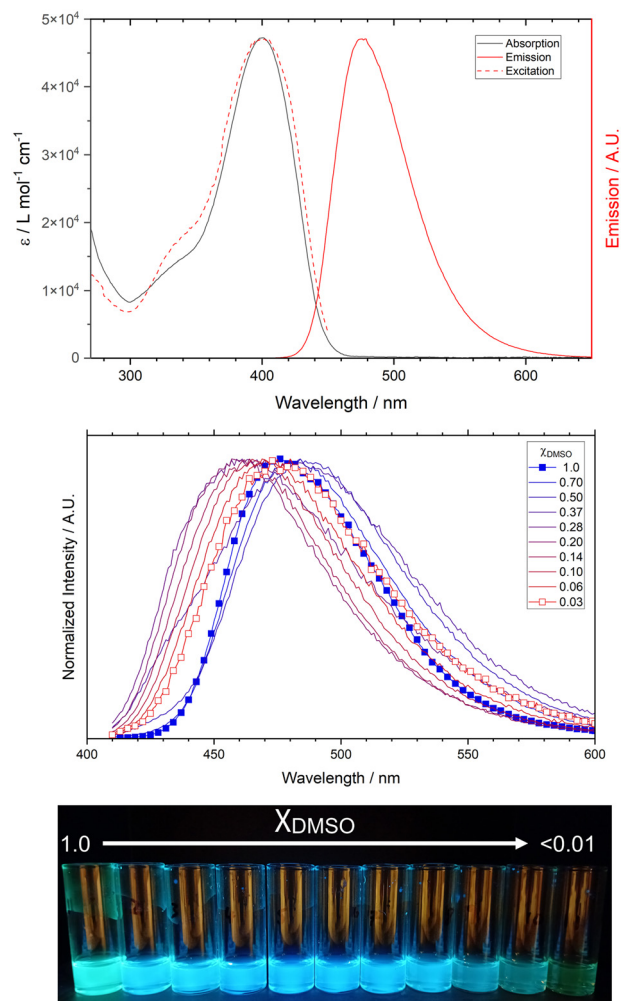 5×10⁴
4×10⁴
3×10⁴
2×10⁴
1×10⁴
0
ε / L mol⁻¹ cm⁻¹
Absorption
Emission
Excitation
Emission / A.U.
300 400 500 600
Wavelength / nm
Normalized Intensity / A.U.
χDMSO
1.0
0.70
0.50
0.37
0.28
0.20
0.14
0.10
0.06
0.03
400 450 500 550 600
Wavelength / nm
χDMSO
1.0 <0.01